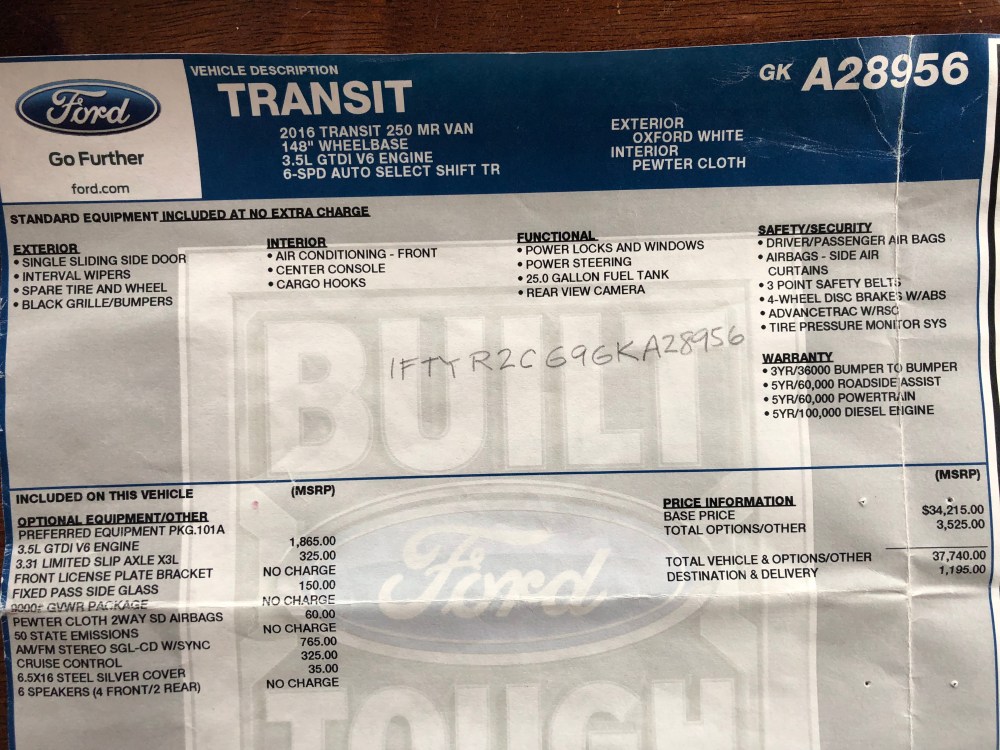 Ford
Go Further
ford.com
VEHICLE DESCRIPTION
TRANSIT
2016 TRANSIT 250 MR VAN
148" WHEELBASE
3.5L GTDI V6 ENGINE
6-SPD AUTO SELECT SHIFT TR
EXTERIOR
OXFORD WHITE
INTERIOR
PEWTER CLOTH
GK A28956
STANDARD EQUIPMENT INCLUDED AT NO EXTRA CHARGE
EXTERIOR
• SINGLE SLIDING SIDE DOOR
• INTERVAL WIPERS
• SPARE TIRE AND WHEEL
• BLACK GRILLE/BUMPERS
INTERIOR
• AIR CONDITIONING - FRONT
• CENTER CONSOLE
• CARGO HOOKS
FUNCTIONAL
• POWER LOCKS AND WINDOWS
• POWER STEERING
• 25.0 GALLON FUEL TANK
• REAR VIEW CAMERA
SAFETY/SECURITY
• DRIVER/PASSENGER AIR BAGS
• AIRBAGS - SIDE AIR
CURTAINS
• 3 POINT SAFETY BELTS
• 4-WHEEL DISC BRAKES W/ABS
• ADVANCETRAC W/RSC
• TIRE PRESSURE MONITOR SYS
WARRANTY
• 3YR/36000 BUMPER TO BUMPER
• 5YR/60,000 ROADSIDE ASSIST
• 5YR/60,000 POWERTRAIN
• 5YR/100,000 DIESEL ENGINE
1FTYR2CG9GKA28956
BUILT
Ford
TOUGH
INCLUDED ON THIS VEHICLE (MSRP)
OPTIONAL EQUIPMENT/OTHER
PREFERRED EQUIPMENT PKG.101A
3.5L GTDI V6 ENGINE 1,865.00
3.31 LIMITED SLIP AXLE X3L 325.00
FRONT LICENSE PLATE BRACKET NO CHARGE
FIXED PASS SIDE GLASS 150.00
9000# GVWR PACKAGE NO CHARGE
PEWTER CLOTH 2WAY SD AIRBAGS 60.00
50 STATE EMISSIONS NO CHARGE
AM/FM STEREO SGL-CD W/SYNC 765.00
CRUISE CONTROL 325.00
6.5X16 STEEL SILVER COVER 35.00
6 SPEAKERS (4 FRONT/2 REAR) NO CHARGE
(MSRP)
PRICE INFORMATION
BASE PRICE $34,215.00
TOTAL OPTIONS/OTHER 3,525.00
TOTAL VEHICLE & OPTIONS/OTHER 37,740.00
DESTINATION & DELIVERY 1,195.00